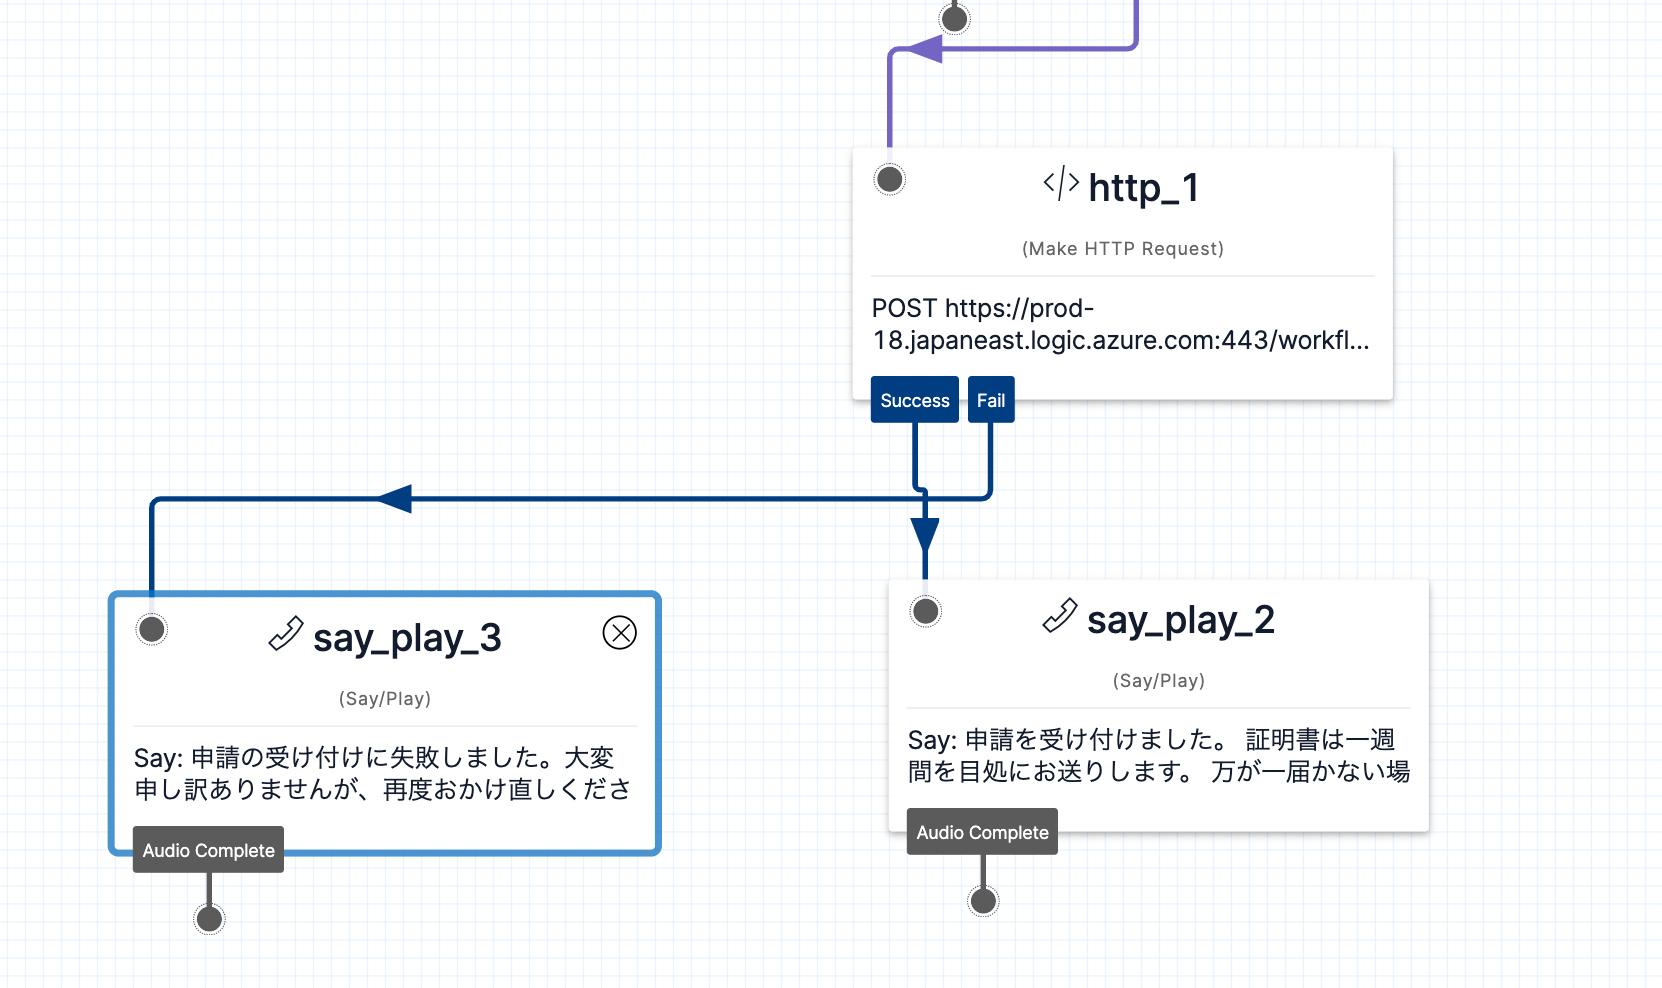 http_1
(Make HTTP Request)
POST https://prod-
18.japaneast.logic.azure.com:443/workfl...
Success
Fail
say_play_3
(Say/Play)
Say: 申請の受け付けに失敗しました。大変
申し訳ありませんが、再度おかけ直しくださ
Audio Complete
say_play_2
(Say/Play)
Say: 申請を受け付けました。 証明書は一週
間を目処にお送りします。 万が一届かない場
Audio Complete